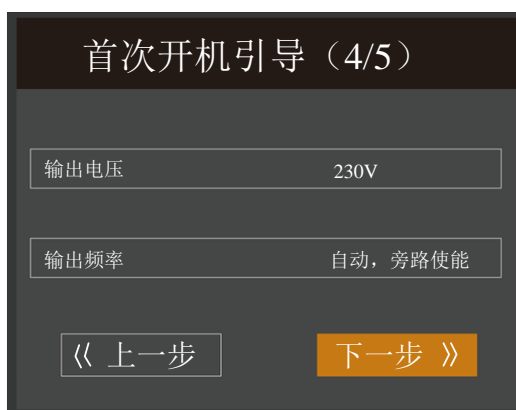 首次开机引导（4/5）
输出电压 230V
输出频率 自动，旁路使能
《 上一步 下一步 》